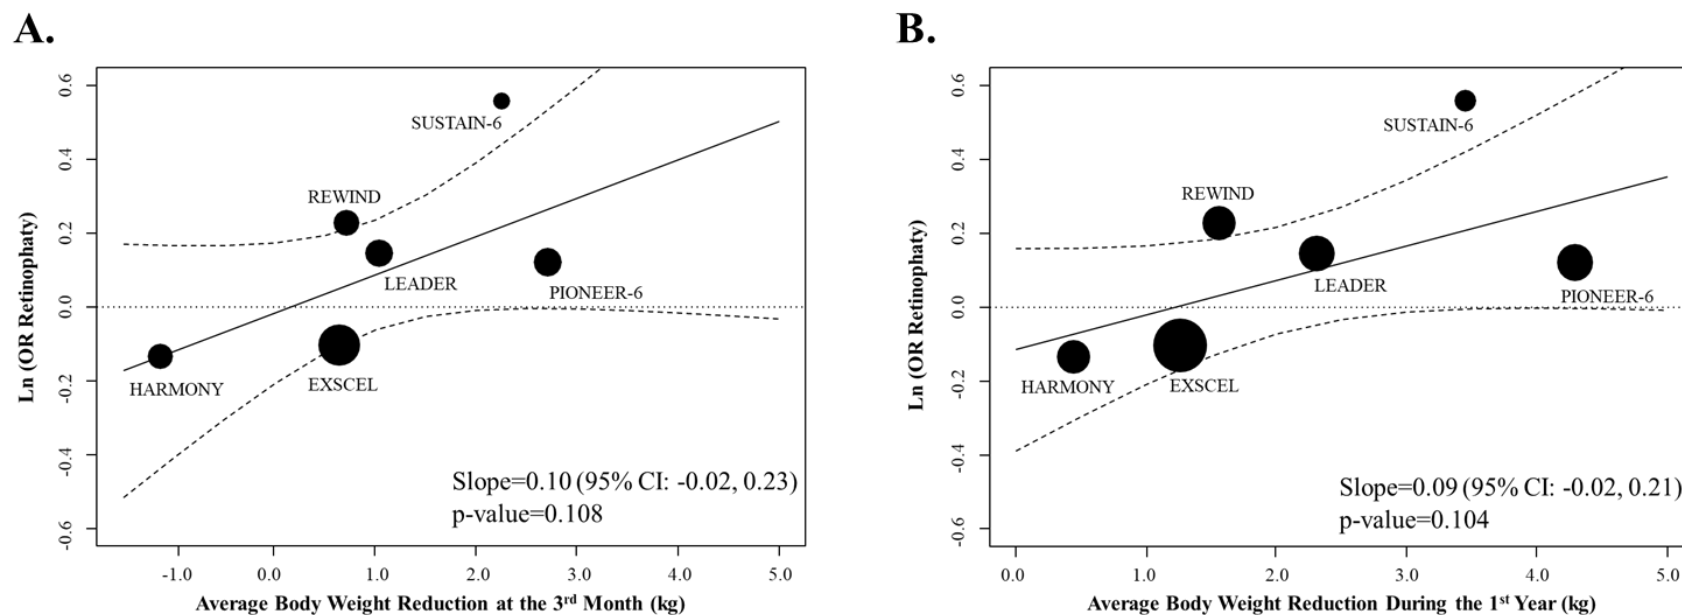 A.
Ln (OR Retinophaty)
0.6
0.4
0.2
0.0
-0.2
-0.4
-0.6
SUSTAIN-6
REWIND
LEADER
PIONEER-6
HARMONY
EXSCEL
Slope=0.10 (95% CI: -0.02, 0.23)
p-value=0.108
-1.0 0.0 1.0 2.0 3.0 4.0 5.0
Average Body Weight Reduction at the 3rd Month (kg)
B.
Ln (OR Retinophaty)
0.6
0.4
0.2
0.0
-0.2
-0.4
-0.6
SUSTAIN-6
REWIND
LEADER
PIONEER-6
HARMONY
EXSCEL
Slope=0.09 (95% CI: -0.02, 0.21)
p-value=0.104
0.0 1.0 2.0 3.0 4.0 5.0
Average Body Weight Reduction During the 1st Year (kg)